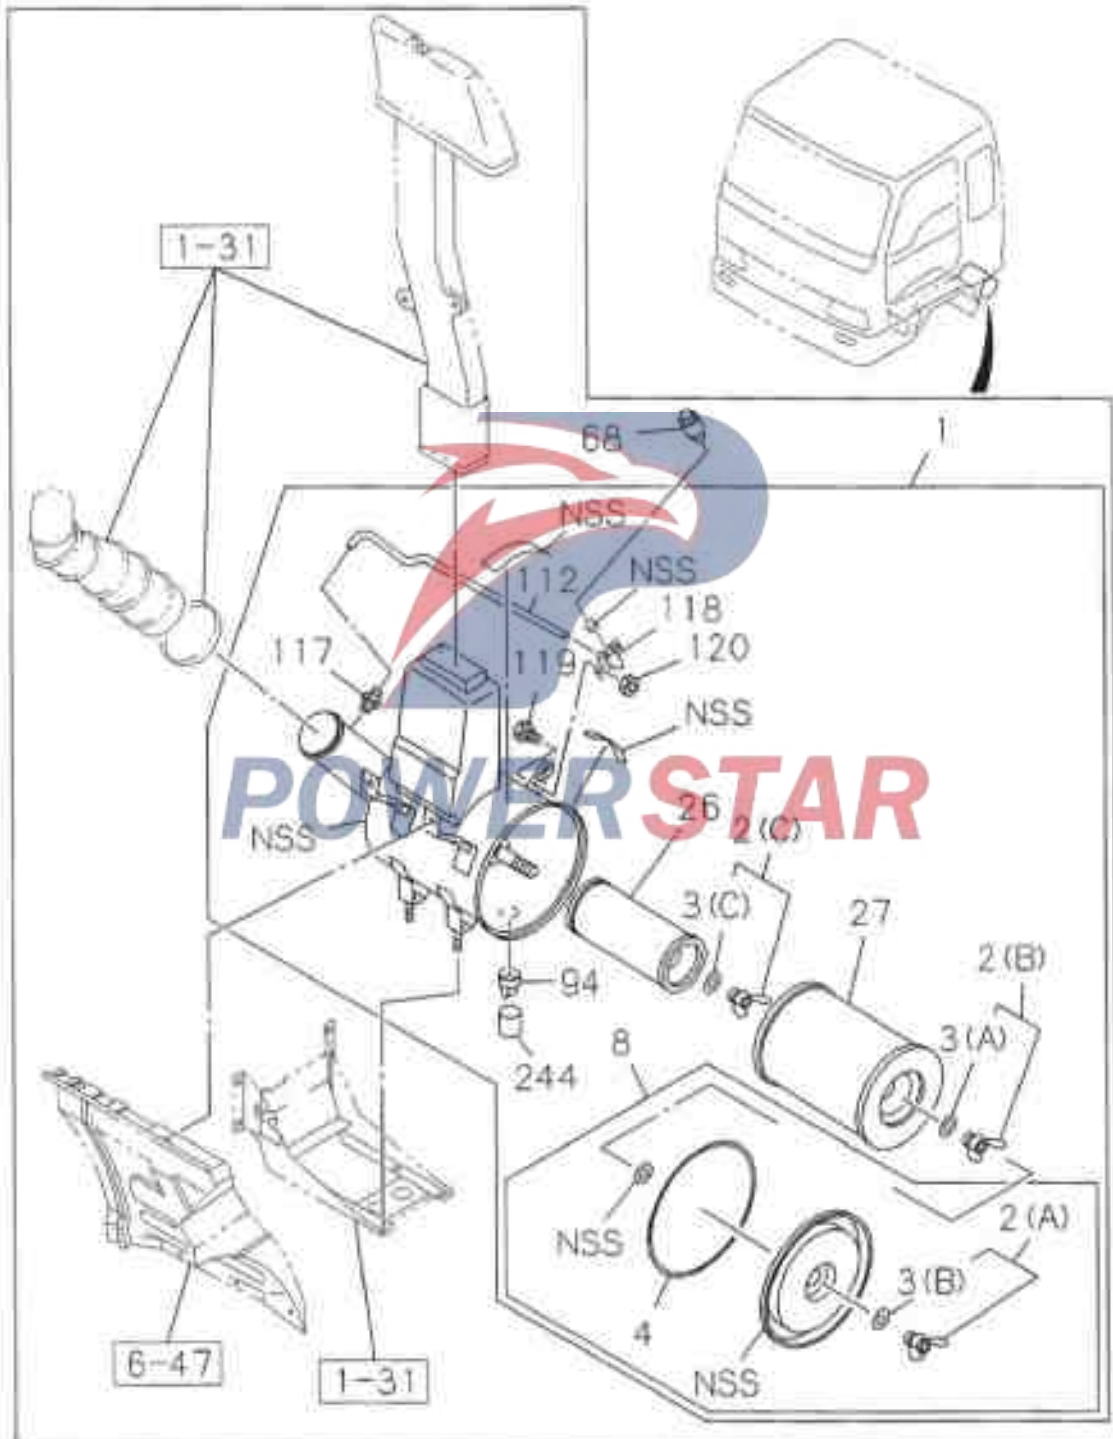 1-31
68
1
NSS
112
NSS
118
117
119
120
NSS
POWERSTAR
26
NSS
2(C)
3(C)
27
2(B)
94
8
3(A)
244
2(A)
NSS
3(B)
4
6-47
1-31
NSS